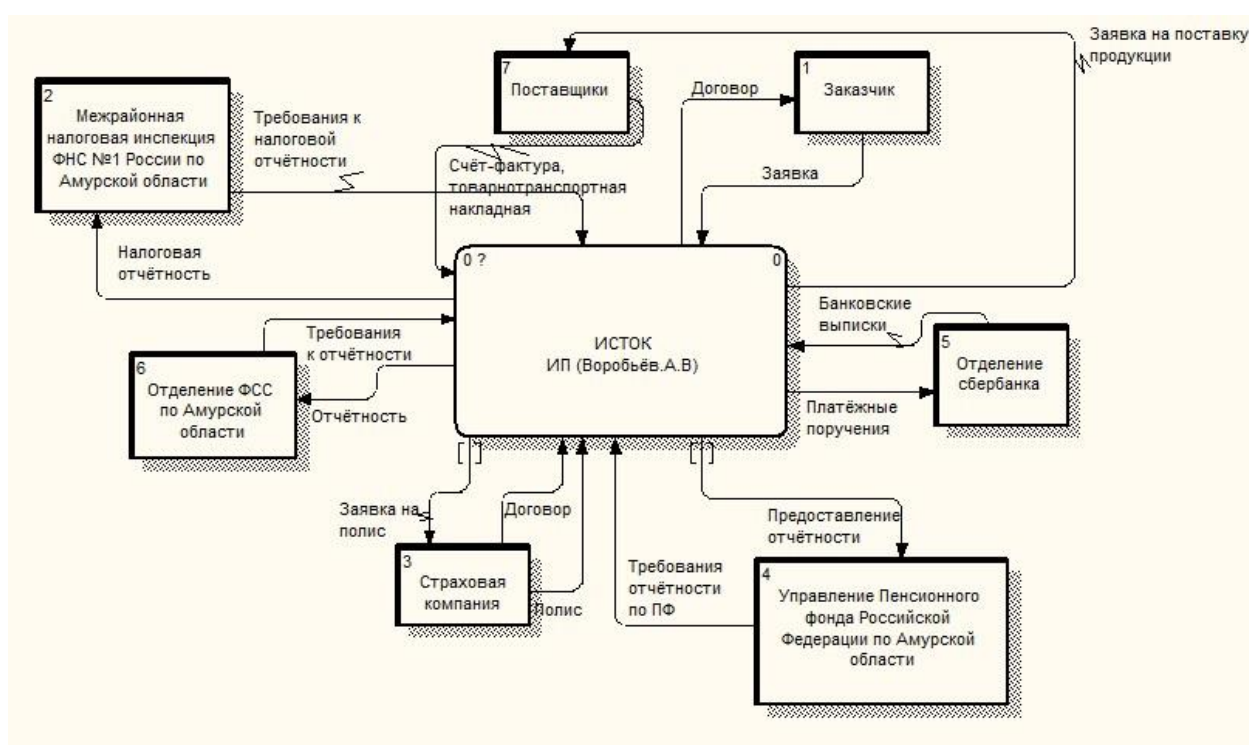 Заявка на поставку
продукции
7
Поставщики
Договор
1
Заказчик
2
Межрайонная
налоговая инспекция
ФНС №1 России по
Амурской области
Требования к
налоговой
отчётности
Счёт-фактура,
товарнотранспортная
накладная
Заявка
Налоговая
отчётность
0 ?
0
ИСТОК
ИП (Воробьёв.А.В)
Банковские
выписки
5
Отделение
сбербанка
Требования
к отчётности
6
Отделение ФСС
по Амурской
области
Отчётность
Платёжные
поручения
Заявка на
полис
Договор
3
Страховая
компания
Полис
Требования
отчётности
по ПФ
Предоставление
отчётности
4
Управление Пенсионного
фонда Российской
Федерации по Амурской
области